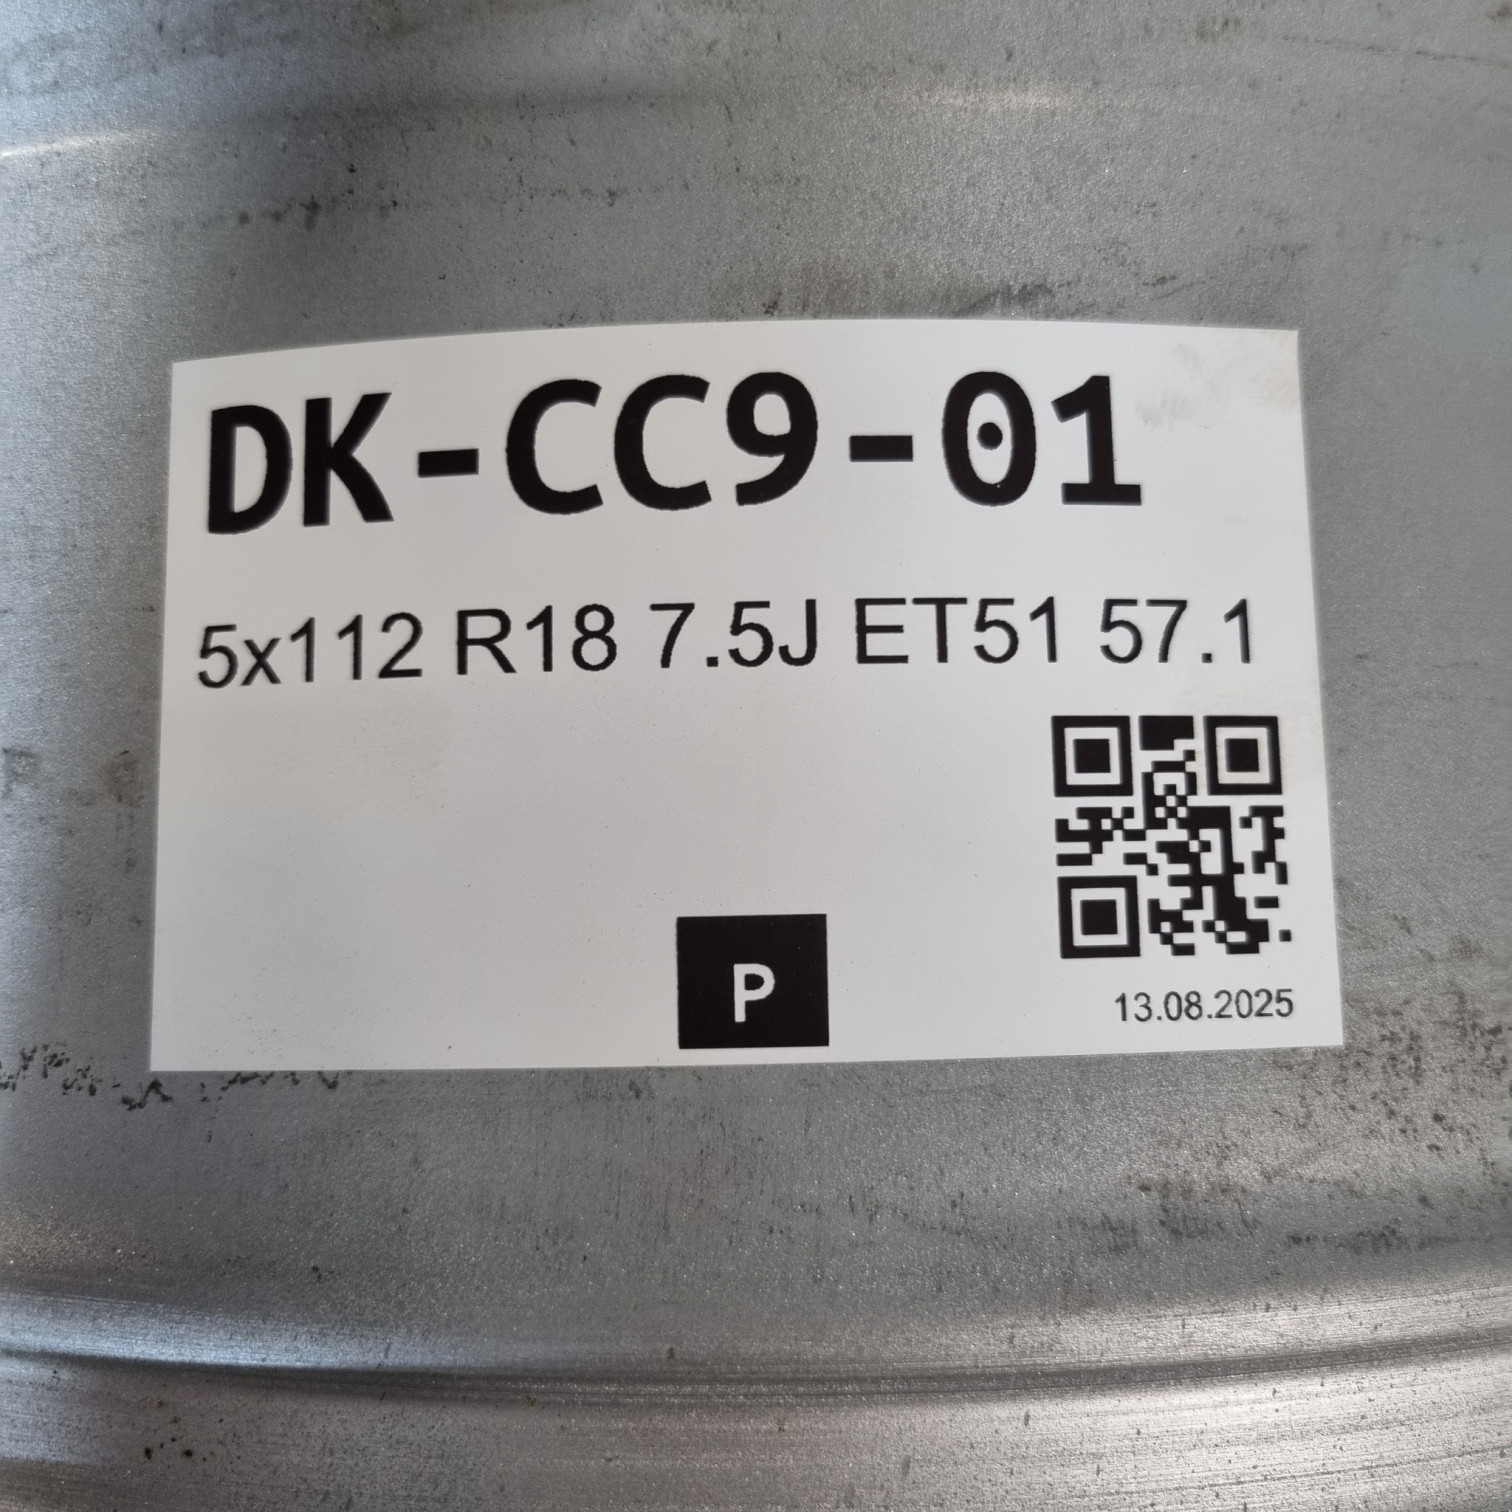 DK-CC9-01
5x112 R18 7.5J ET51 57.1
P
13.08.2025